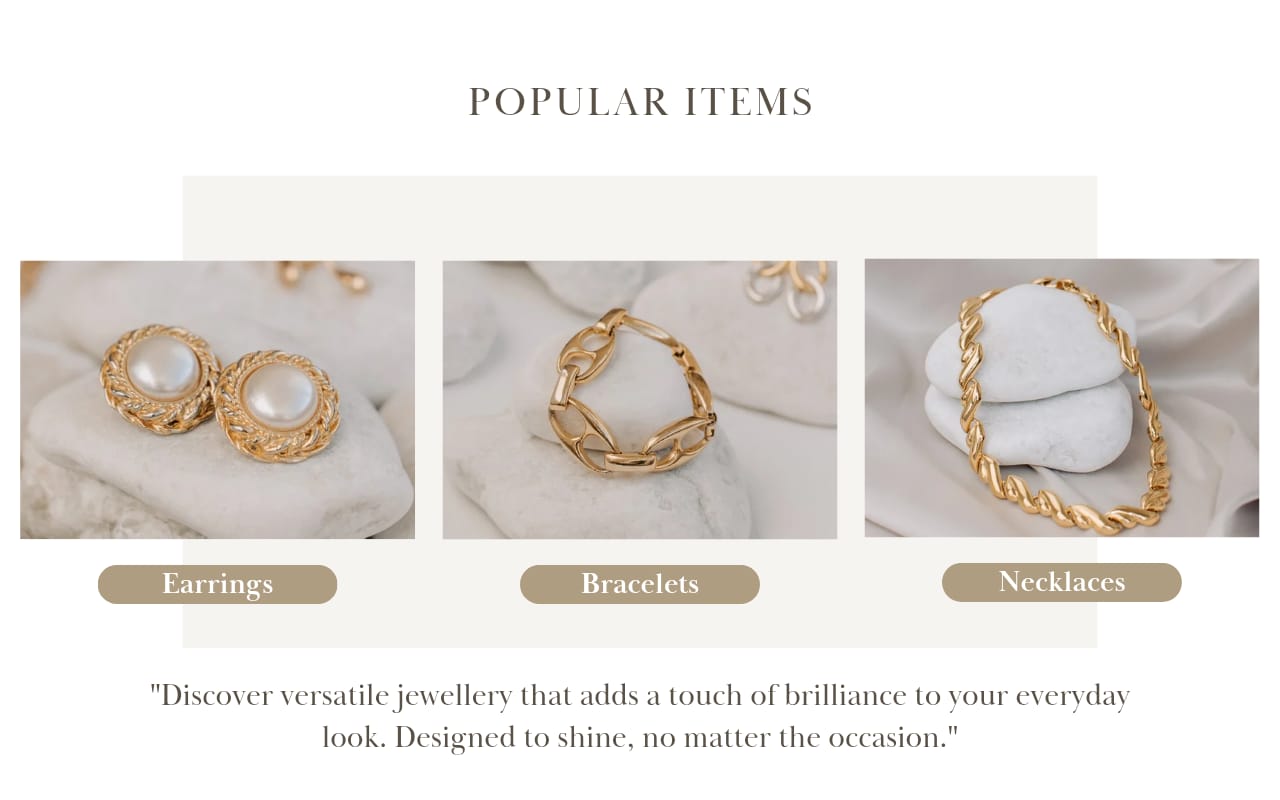 POPULAR ITEMS
Earrings
Bracelets
Necklaces
"Discover versatile jewellery that adds a touch of brilliance to your everyday
look. Designed to shine, no matter the occasion."